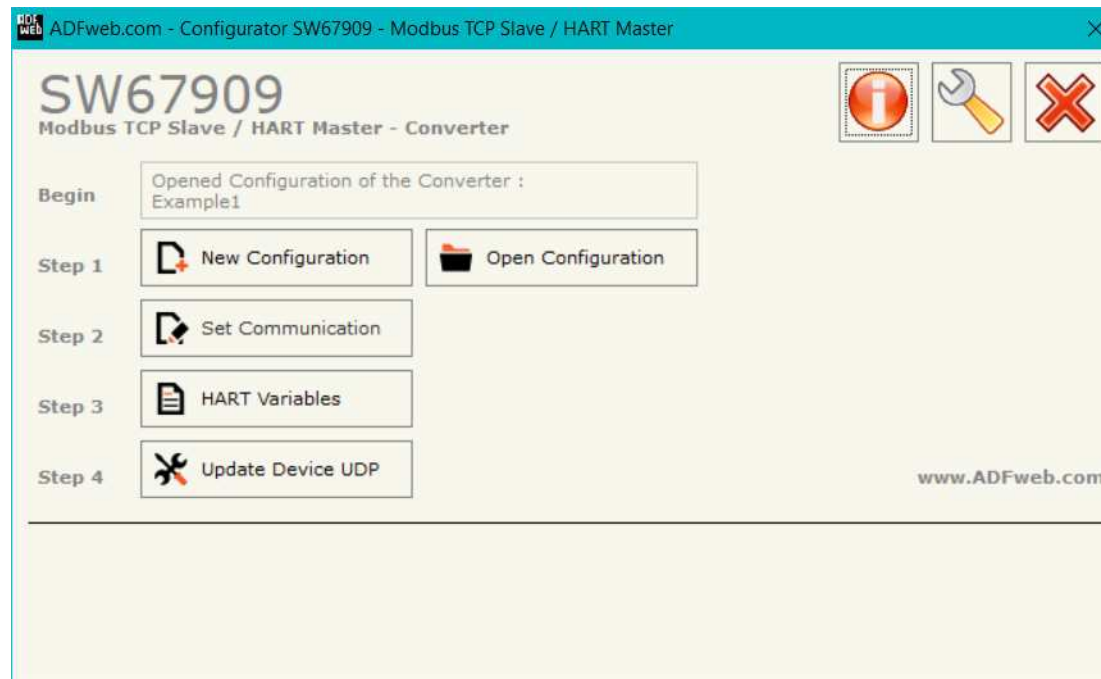 ADF
WEB
ADFweb.com - Configurator SW67909 - Modbus TCP Slave / HART Master
SW67909
Modbus TCP Slave / HART Master - Converter
Begin
Opened Configuration of the Converter :
Example1
Step 1
New Configuration
Open Configuration
Step 2
Set Communication
Step 3
HART Variables
Step 4
Update Device UDP
www.ADFweb.com